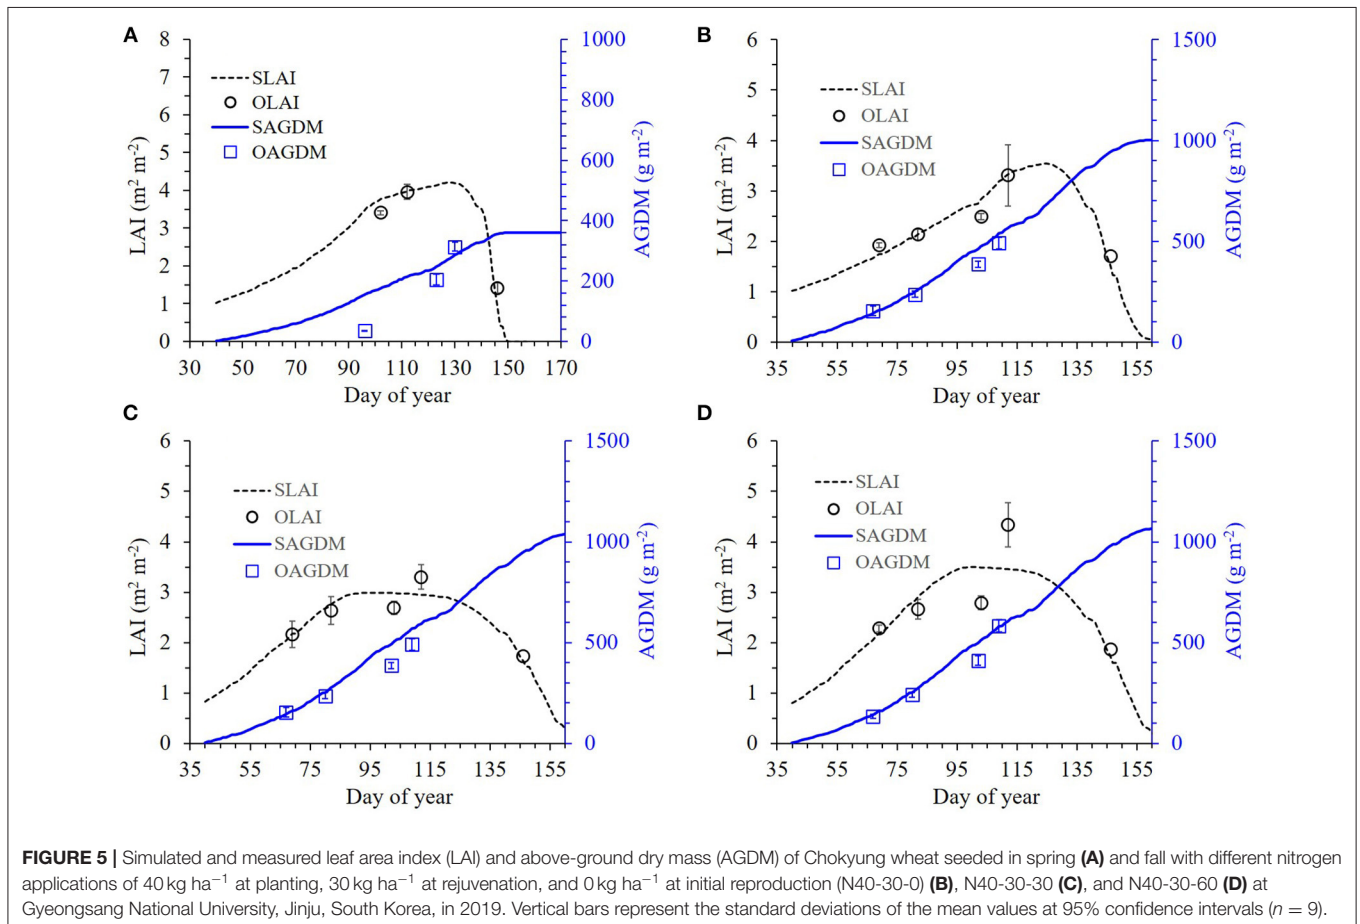 A
8
7
6
5
4
3
2
1
0
LAI (m² m⁻²)
SLAI
OLAI
SAGDM
OAGDM
1000
800
600
400
200
0
AGDM (g m⁻²)
30 50 70 90 110 130 150 170
Day of year
B
6
5
4
3
2
1
0
LAI (m² m⁻²)
SLAI
OLAI
SAGDM
OAGDM
1500
1000
500
0
AGDM (g m⁻²)
35 55 75 95 115 135 155
Day of year
C
6
5
4
3
2
1
0
LAI (m² m⁻²)
SLAI
OLAI
SAGDM
OAGDM
1500
1000
500
0
AGDM (g m⁻²)
35 55 75 95 115 135 155
Day of year
D
6
5
4
3
2
1
0
LAI (m² m⁻²)
SLAI
OLAI
SAGDM
OAGDM
1500
1000
500
0
AGDM (g m⁻²)
35 55 75 95 115 135 155
Day of year
FIGURE 5 | Simulated and measured leaf area index (LAI) and above-ground dry mass (AGDM) of Chokyung wheat seeded in spring (A) and fall with different nitrogen
applications of 40 kg ha⁻¹ at planting, 30 kg ha⁻¹ at rejuvenation, and 0 kg ha⁻¹ at initial reproduction (N40-30-0) (B), N40-30-30 (C), and N40-30-60 (D) at
Gyeongsang National University, Jinju, South Korea, in 2019. Vertical bars represent the standard deviations of the mean values at 95% confidence intervals (n = 9).